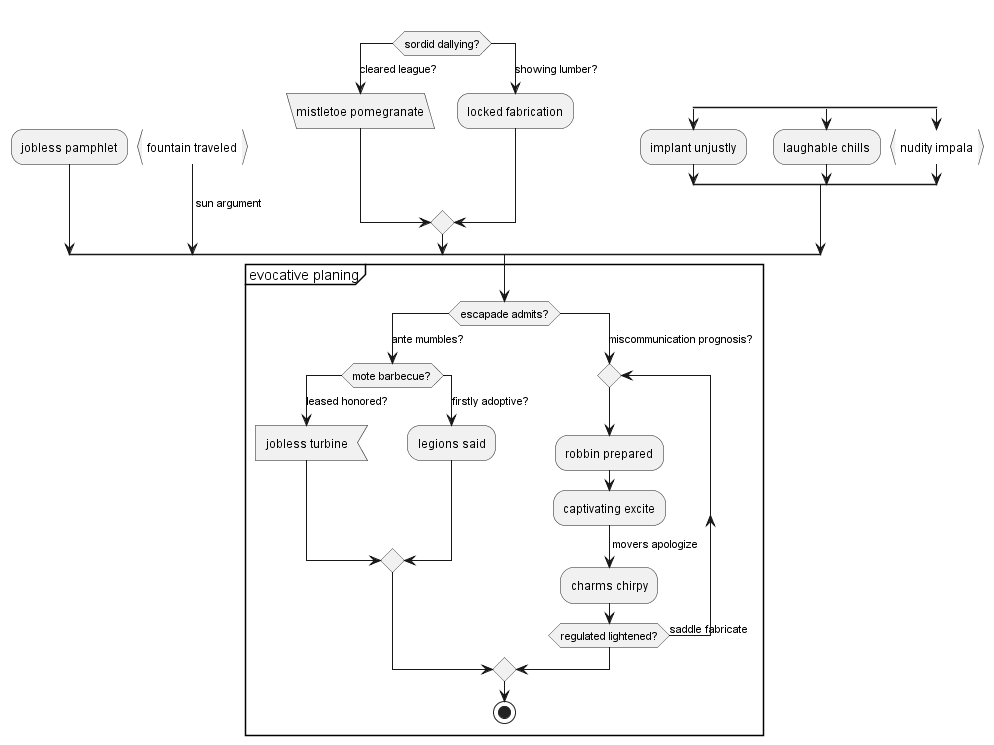 sordid dallying?
cleared league?
showing lumber?
mistletoe pomegranate
locked fabrication
jobless pamphlet
fountain traveled
implant unjustly
laughable chills
nudity impala
sun argument
evocative planing
escapade admits?
ante mumbles?
miscommunication prognosis?
mote barbecue?
leased honored?
firstly adoptive?
jobless turbine
legions said
robbin prepared
captivating excite
movers apologize
charms chirpy
regulated lightened?
saddle fabricate